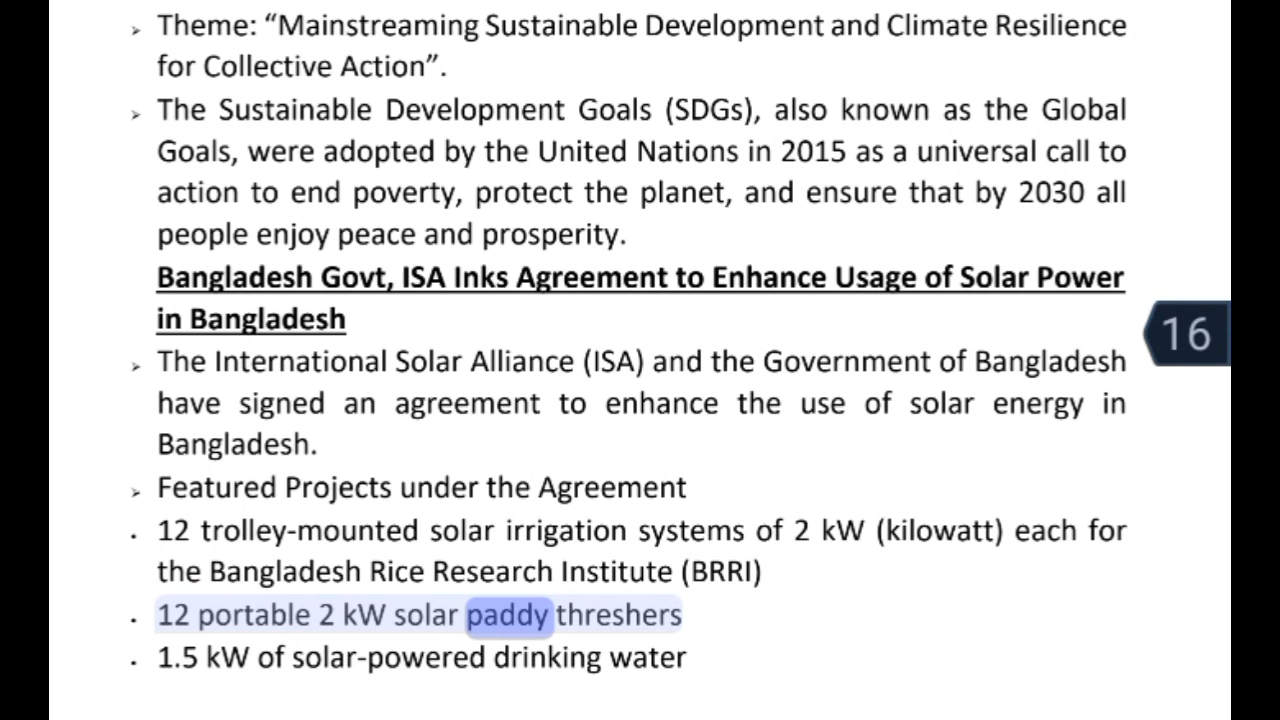 ➢ Theme: “Mainstreaming Sustainable Development and Climate Resilience
for Collective Action”.
➢ The Sustainable Development Goals (SDGs), also known as the Global
Goals, were adopted by the United Nations in 2015 as a universal call to
action to end poverty, protect the planet, and ensure that by 2030 all
people enjoy peace and prosperity.
Bangladesh Govt, ISA Inks Agreement to Enhance Usage of Solar Power
in Bangladesh
➢ The International Solar Alliance (ISA) and the Government of Bangladesh
have signed an agreement to enhance the use of solar energy in
Bangladesh.
➢ Featured Projects under the Agreement
· 12 trolley-mounted solar irrigation systems of 2 kW (kilowatt) each for
the Bangladesh Rice Research Institute (BRRI)
· 12 portable 2 kW solar paddy threshers
· 1.5 kW of solar-powered drinking water
16